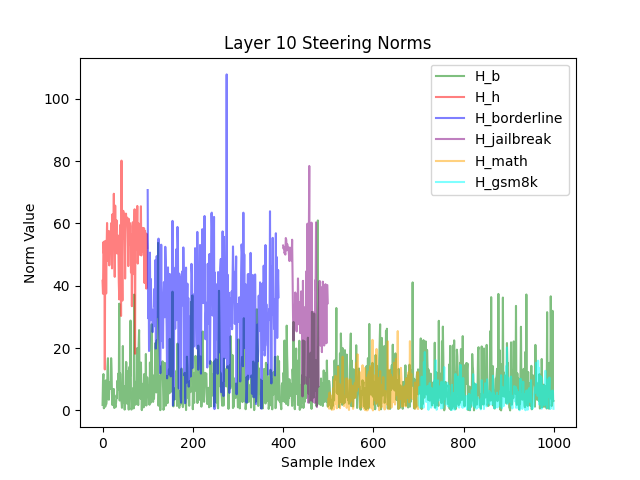 Layer 10 Steering Norms
H_b
H_h
H_borderline
H_jailbreak
H_math
H_gsm8k
Norm Value
100
80
60
40
20
0
0 200 400 600 800 1000
Sample Index